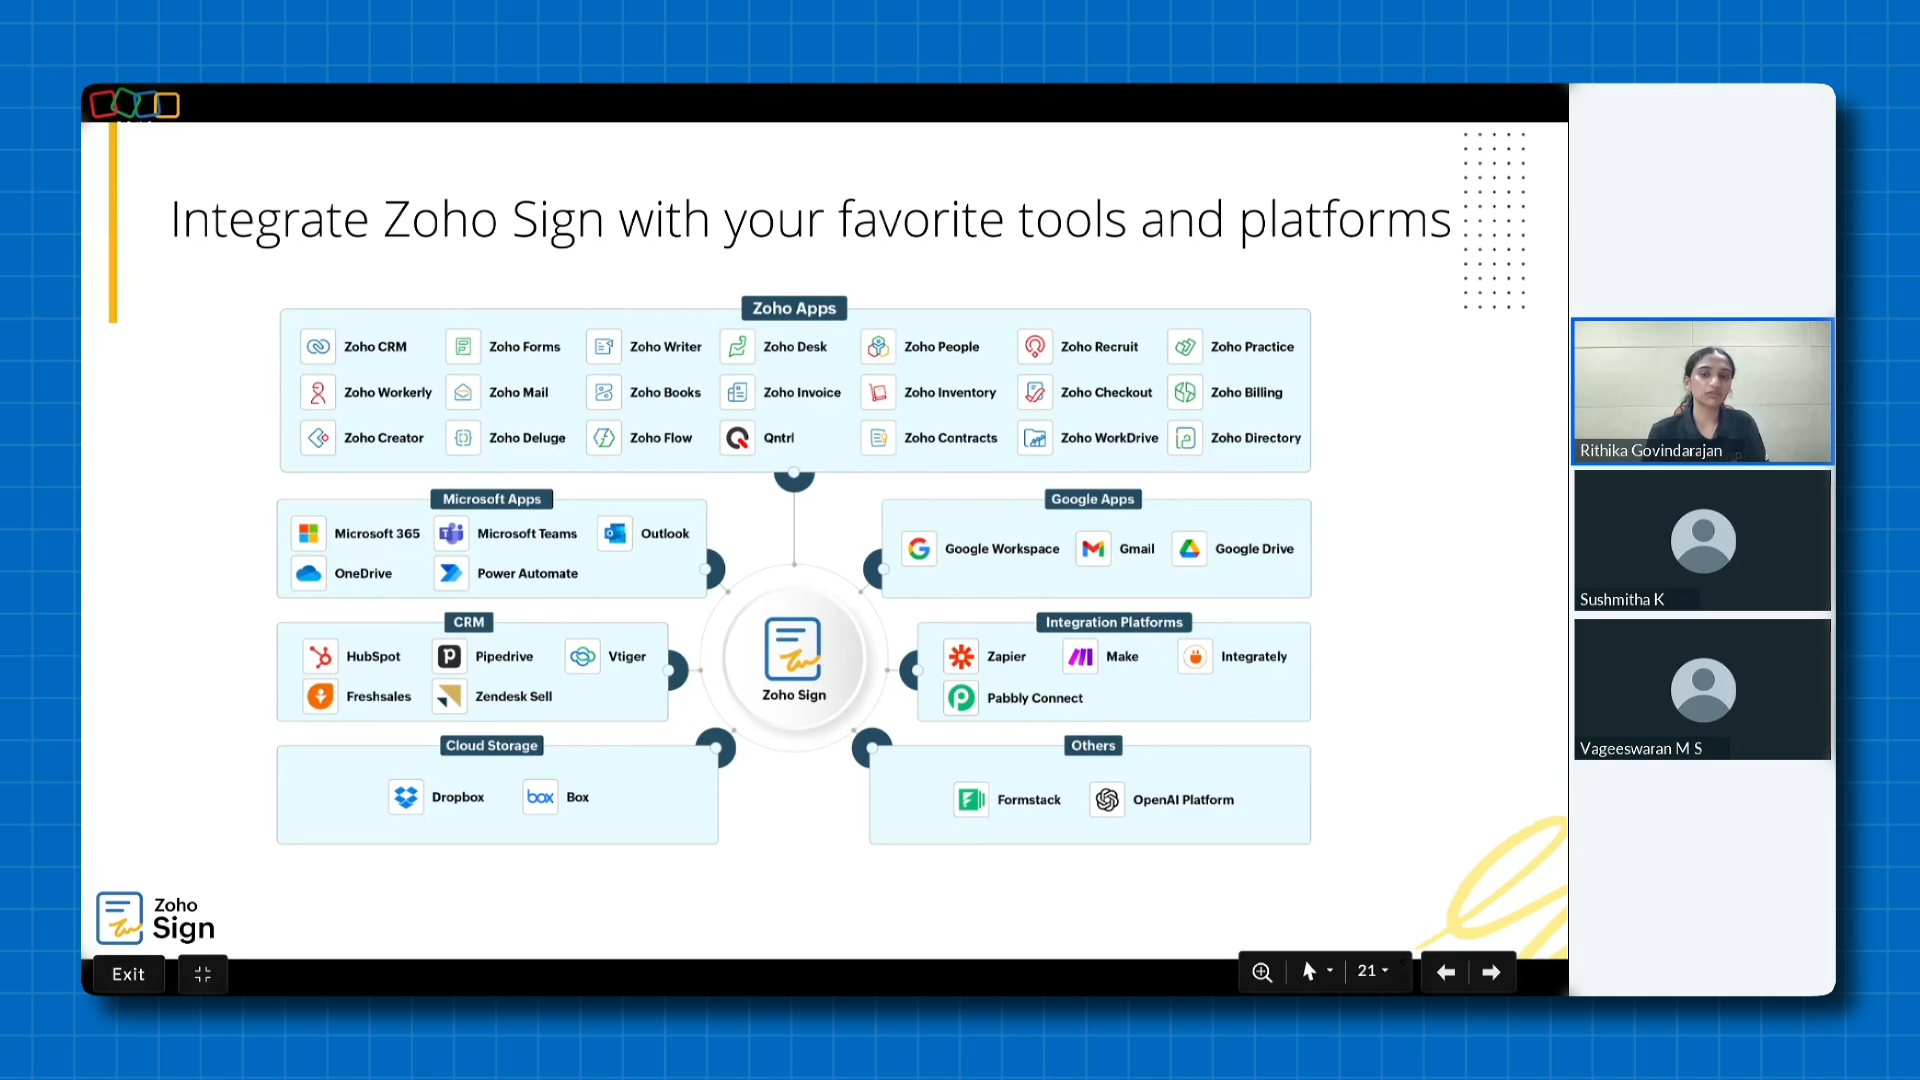 Integrate Zoho Sign with your favorite tools and platforms
Zoho Apps
Zoho CRM Zoho Forms Zoho Writer Zoho Desk Zoho People Zoho Recruit Zoho Practice
Zoho Workerly Zoho Mail Zoho Books Zoho Invoice Zoho Inventory Zoho Checkout Zoho Billing
Zoho Creator Zoho Deluge Zoho Flow Qntrl Zoho Contracts Zoho WorkDrive Zoho Directory
Microsoft Apps
Microsoft 365 Microsoft Teams Outlook
OneDrive Power Automate
Google Apps
Google Workspace Gmail Google Drive
CRM
HubSpot Pipedrive Vtiger
Freshsales Zendesk Sell
Zoho Sign
Integration Platforms
Zapier Make Integrately
Pabbly Connect
Cloud Storage
Dropbox box Box
Others
Formstack OpenAI Platform
Zoho
Sign
Exit
21
Rithika Govindarajan
Sushmitha K
Vageeswaran M S